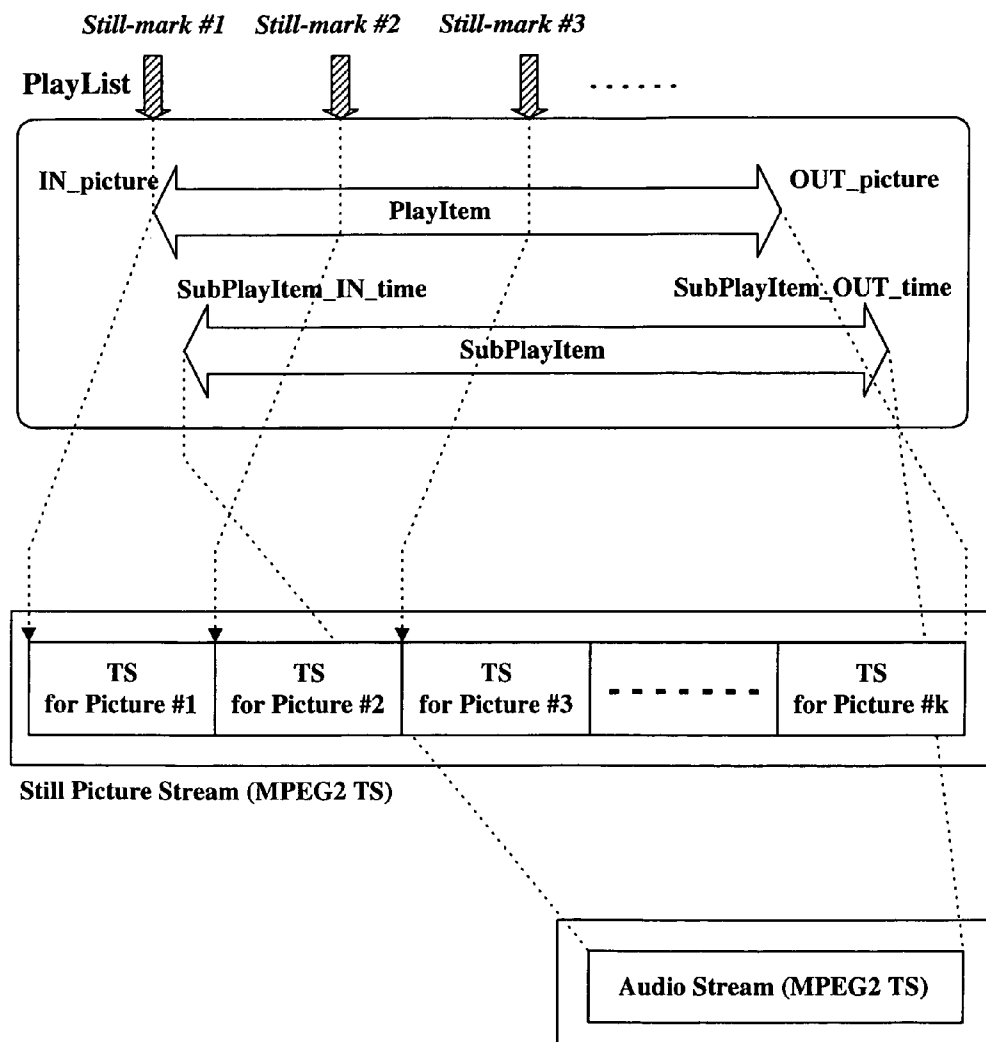 Still-mark #1 Still-mark #2 Still-mark #3
PlayList
IN_picture
OUT_picture
PlayItem
SubPlayItem_IN_time
SubPlayItem_OUT_time
SubPlayItem
TS
for Picture #1
TS
for Picture #2
TS
for Picture #3
TS
for Picture #k
Still Picture Stream (MPEG2 TS)
Audio Stream (MPEG2 TS)